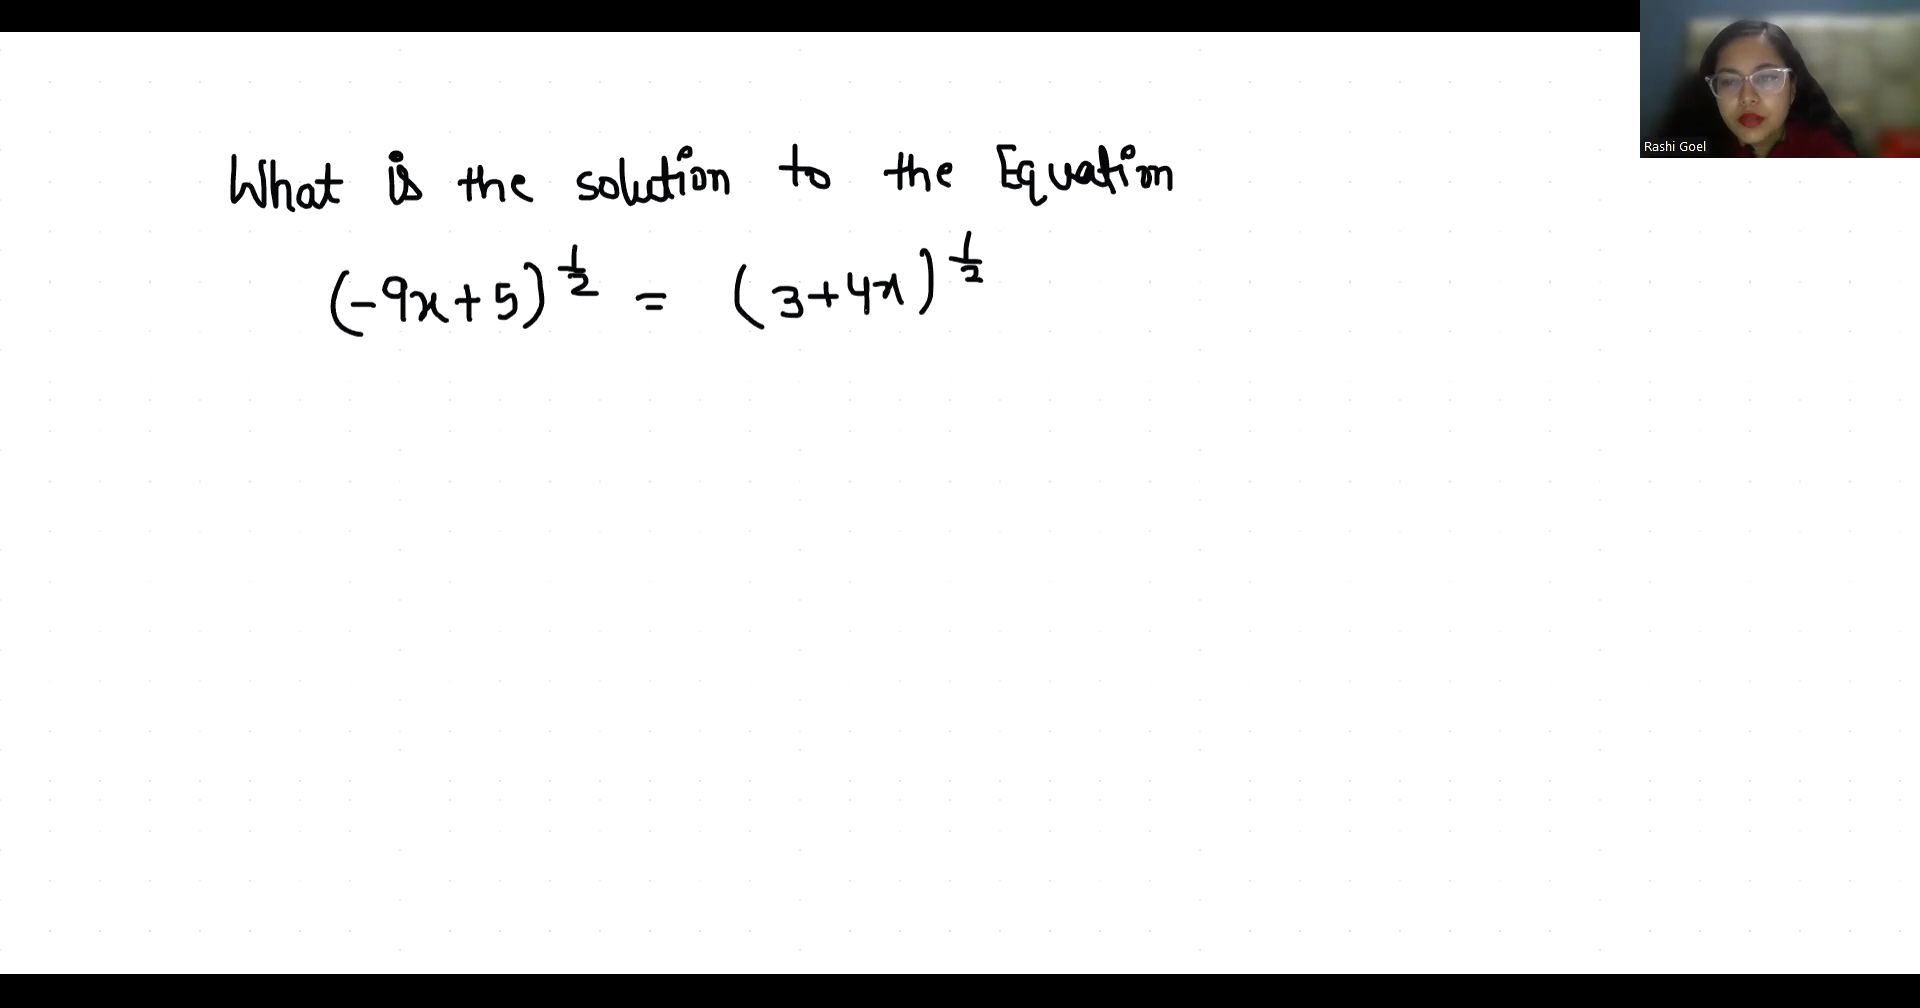 What is the solution to the Equation
(-9x+5)^{1/2} = (3+4x)^{1/2}
Rashi Goel